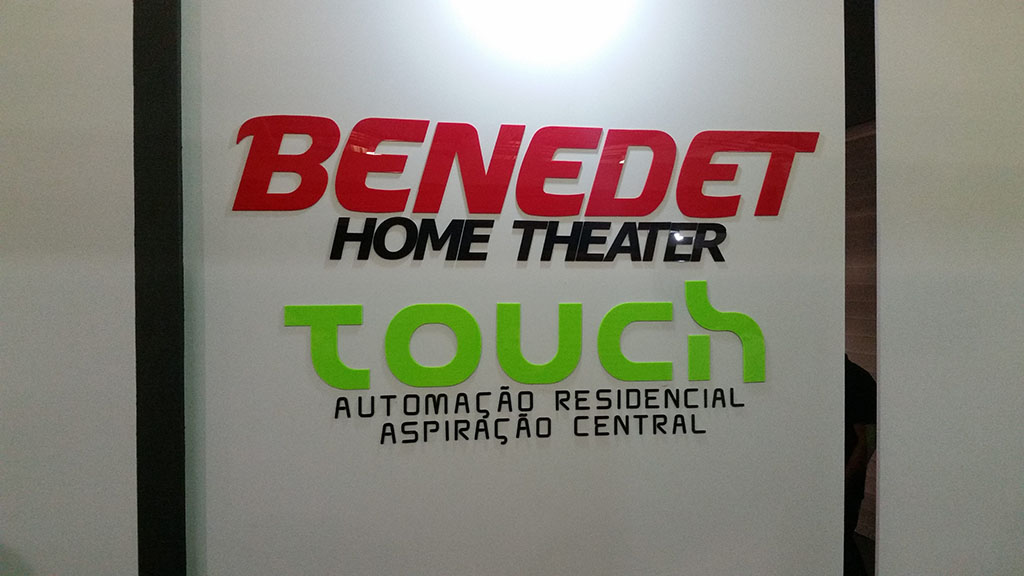 BENEDET
HOME THEATER
touch
AUTOMAÇÃO RESIDENCIAL
ASPIRAÇÃO CENTRAL